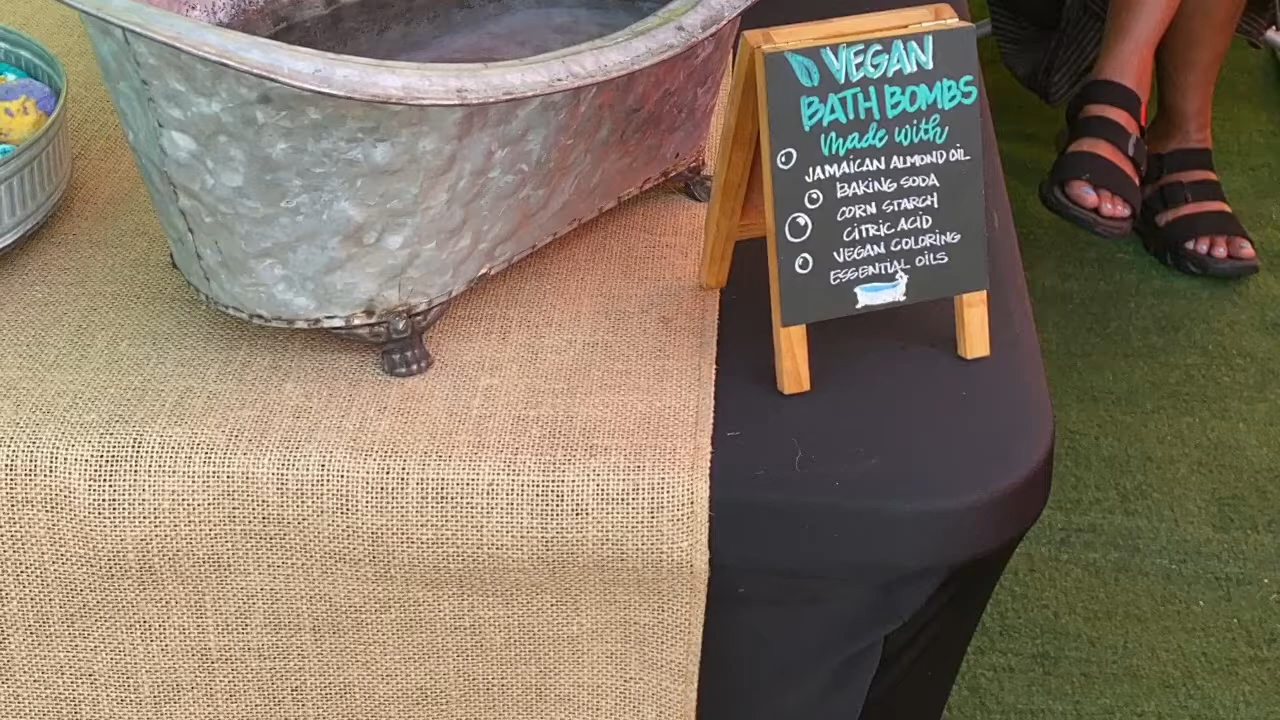 VEGAN
BATH BOMBS
made with
JAMAICAN ALMOND OIL
BAKING SODA
CORN STARCH
CITRIC ACID
VEGAN COLORING
ESSENTIAL OILS